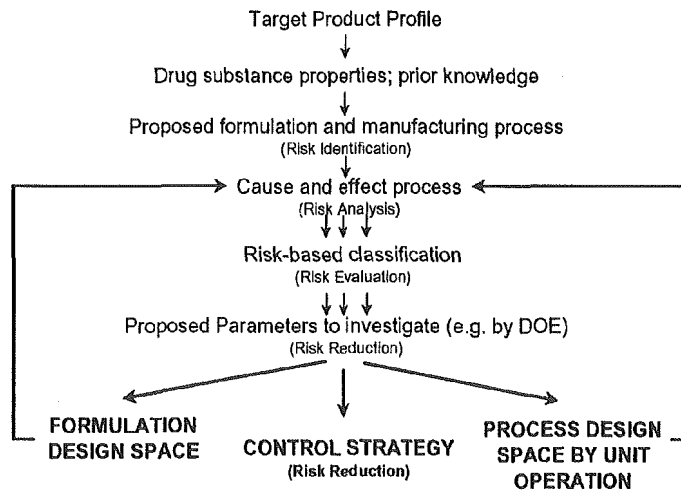 Target Product Profile
Drug substance properties; prior knowledge
Proposed formulation and manufacturing process
(Risk Identification)
Cause and effect process
(Risk Analysis)
Risk-based classification
(Risk Evaluation)
Proposed Parameters to investigate (e.g. by DOE)
(Risk Reduction)
FORMULATION
DESIGN SPACE
CONTROL STRATEGY
(Risk Reduction)
PROCESS DESIGN
SPACE BY UNIT
OPERATION